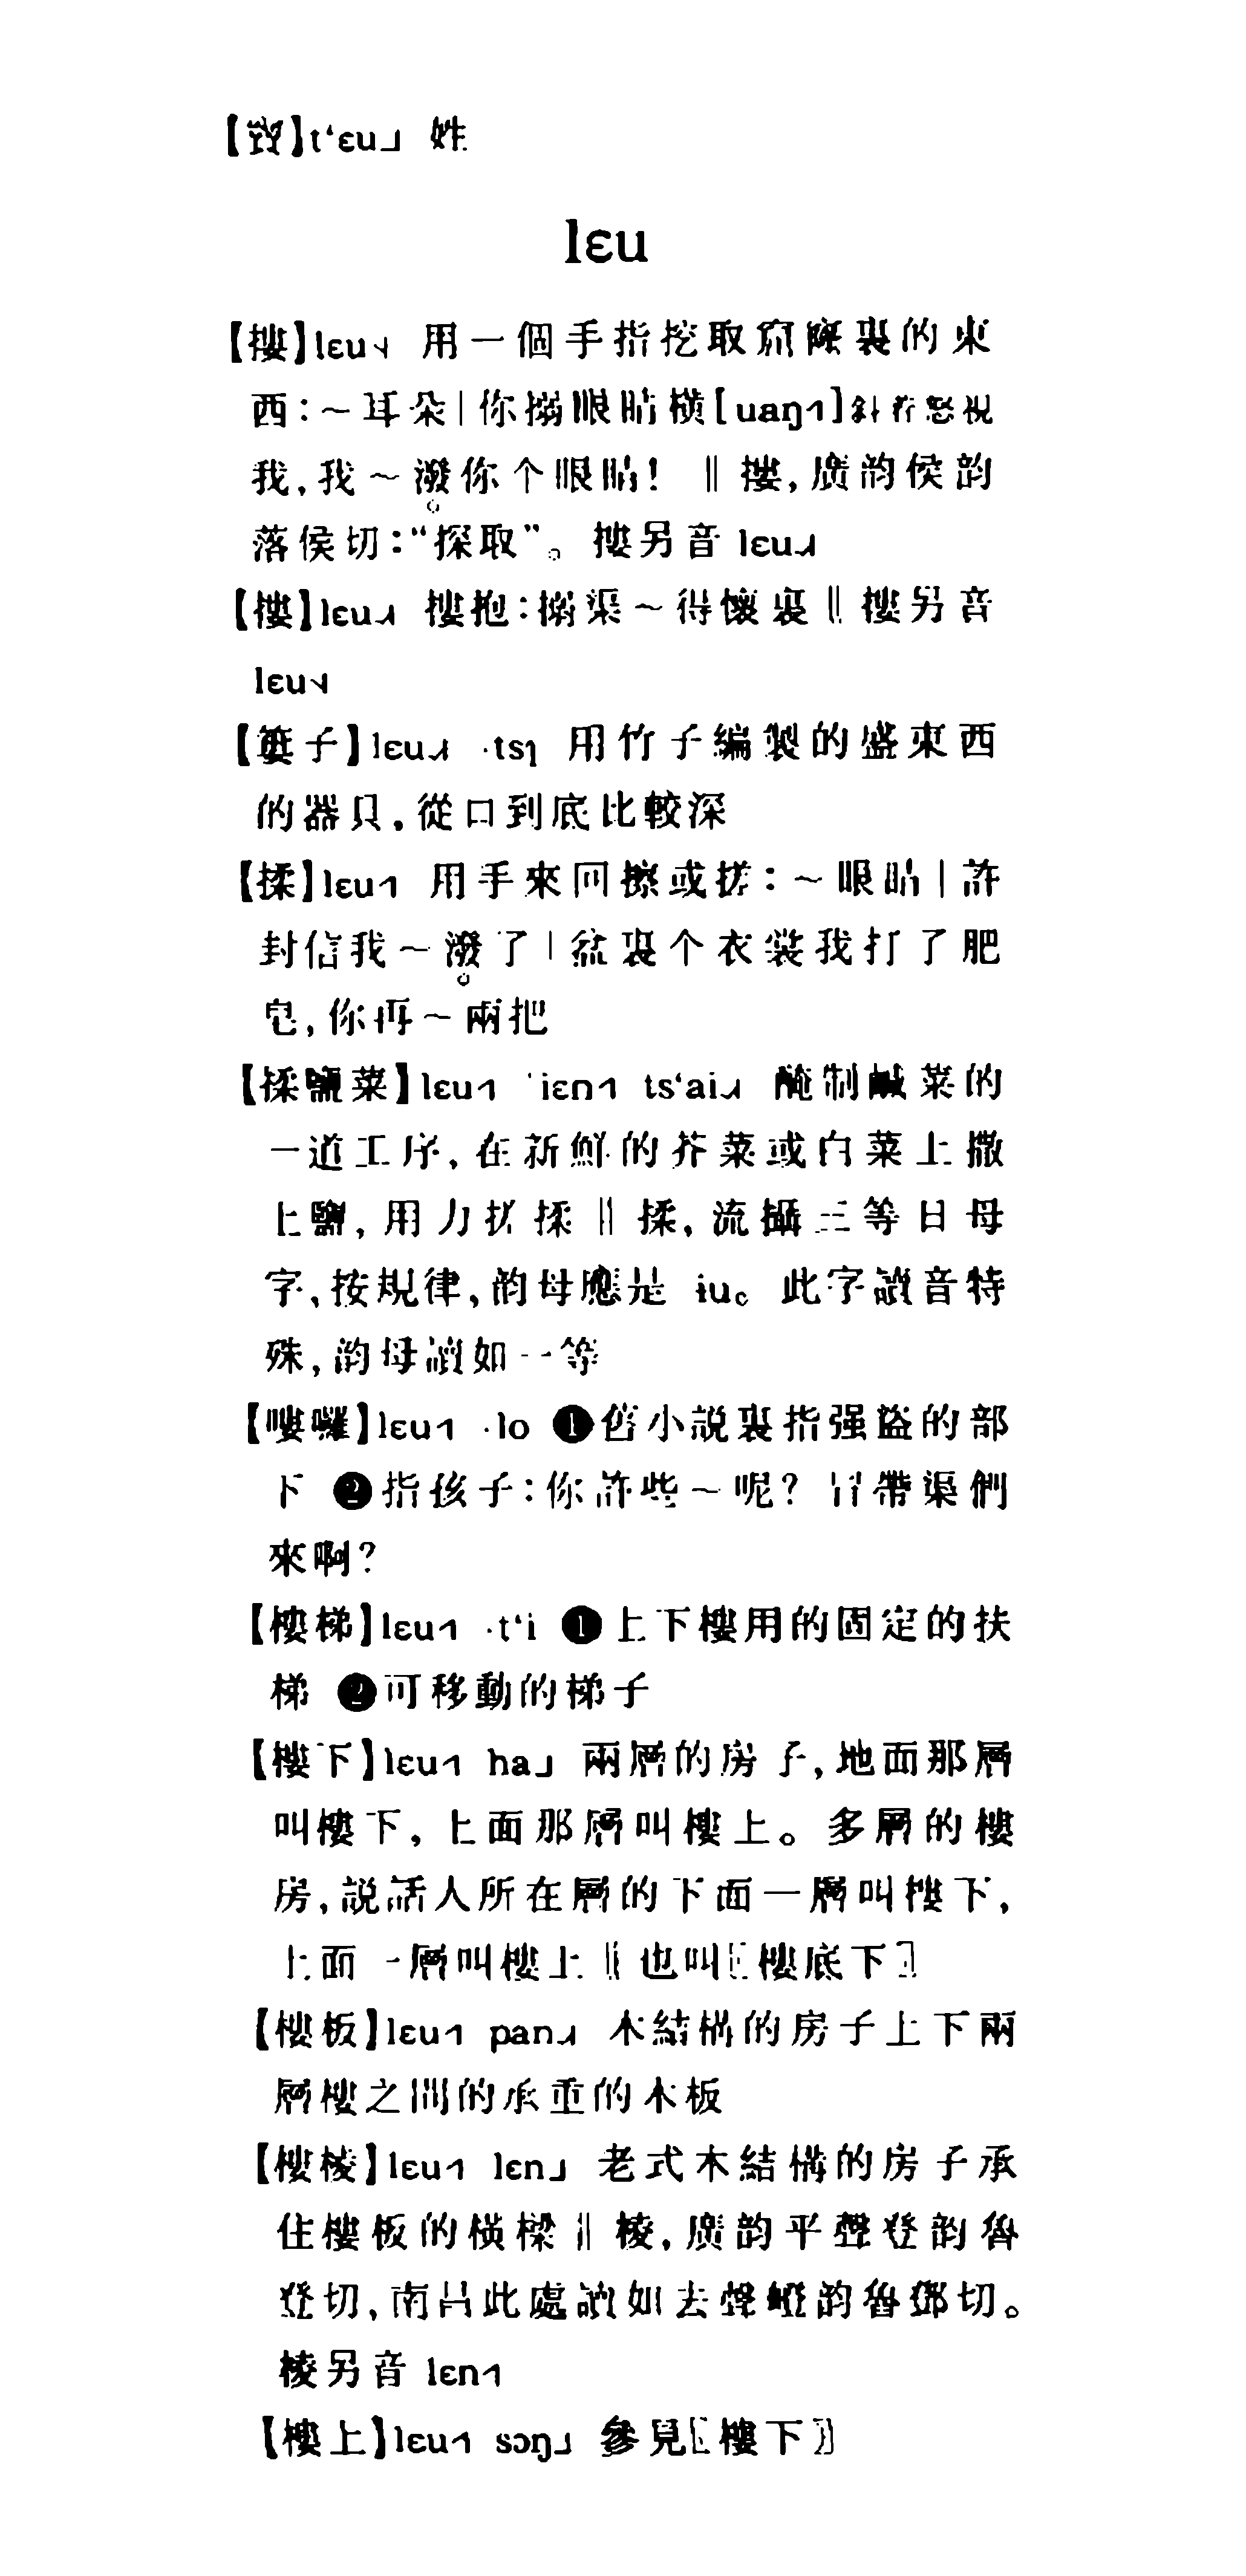 【竇】t‘ɛu˩ 姓
lɛu
【摟】lɛu˧˨ 用一個手指挖取窟窿裏的東
西：～耳朵｜你搦眼睛橫[uaŋ˦˥]斜着怒視
我，我～潑你个眼睛！ ‖摟，廣韵侯韵
落侯切：“探取”。摟另音 lɛu˨˩˧
【摟】lɛu˨˩˧ 摟抱：搦渠～得懷裏‖摟另音
lɛu˧˨
【簍子】lɛu˨˩˧ ·tsɿ 用竹子編製的盛東西
的器具，從口到底比較深
【揉】lɛu˦˥ 用手來回擦或搓：～眼睛｜許
封信我～潑了｜盆裏个衣裳我打了肥
皂，你再～兩把
【揉鹽菜】lɛu˦˥ ˈiɛn˦˥ ts‘ai˨˩˧ 醃制鹹菜的
一道工序，在新鮮的芥菜或白菜上撒
上鹽，用力搓揉‖揉，流攝三等日母
字，按規律，韵母應是 iu。此字讀音特
殊，韵母讀如一等
【嘍囉】lɛu˦˥ ·lo ❶舊小説裏指强盜的部
下 ❷指孩子：你許些～呢？冇帶渠們
來啊？
【樓梯】lɛu˦˥ ·t‘i ❶上下樓用的固定的扶
梯 ❷可移動的梯子
【樓下】lɛu˦˥ ha˩ 兩層的房子，地面那層
叫樓下，上面那層叫樓上。多層的樓
房，説話人所在層的下面一層叫樓下，
上面一層叫樓上‖也叫〖樓底下〗
【樓板】lɛu˦˥ pan˨˩˧ 木結構的房子上下兩
層樓之間的承重的木板
【樓棱】lɛu˦˥ lɛn˩ 老式木結構的房子承
住樓板的橫樑‖棱，廣韵平聲登韵魯
登切，南昌此處讀如去聲嶝韵魯鄧切。
棱另音 lɛn˦˥
【樓上】lɛu˦˥ sɔŋ˩ 參見〖樓下〗